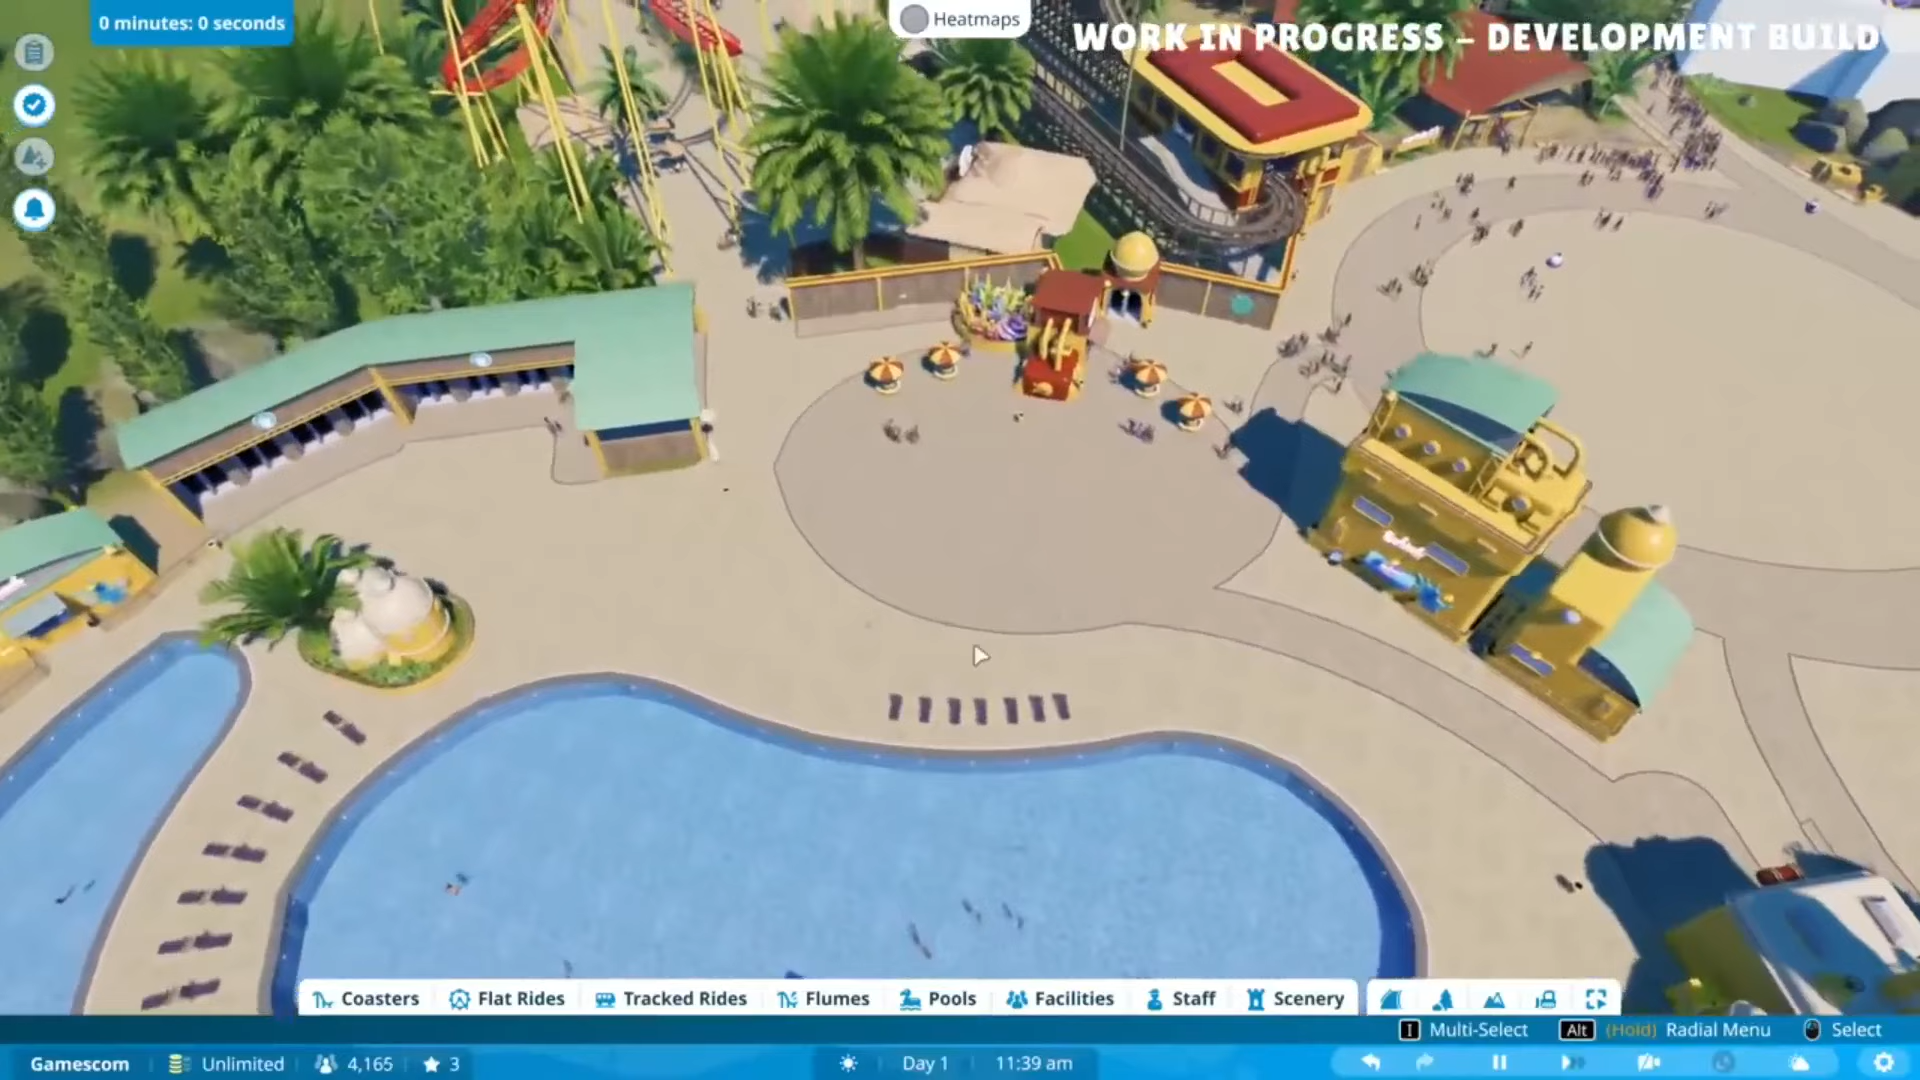 0 minutes: 0 seconds
Heatmaps
WORK IN PROGRESS - DEVELOPMENT BUILD
Coasters
Flat Rides
Tracked Rides
Flumes
Pools
Facilities
Staff
Scenery
I Multi-Select
Alt (Hold) Radial Menu
Select
Gamescom
Unlimited
4,165
3
Day 1
11:39 am